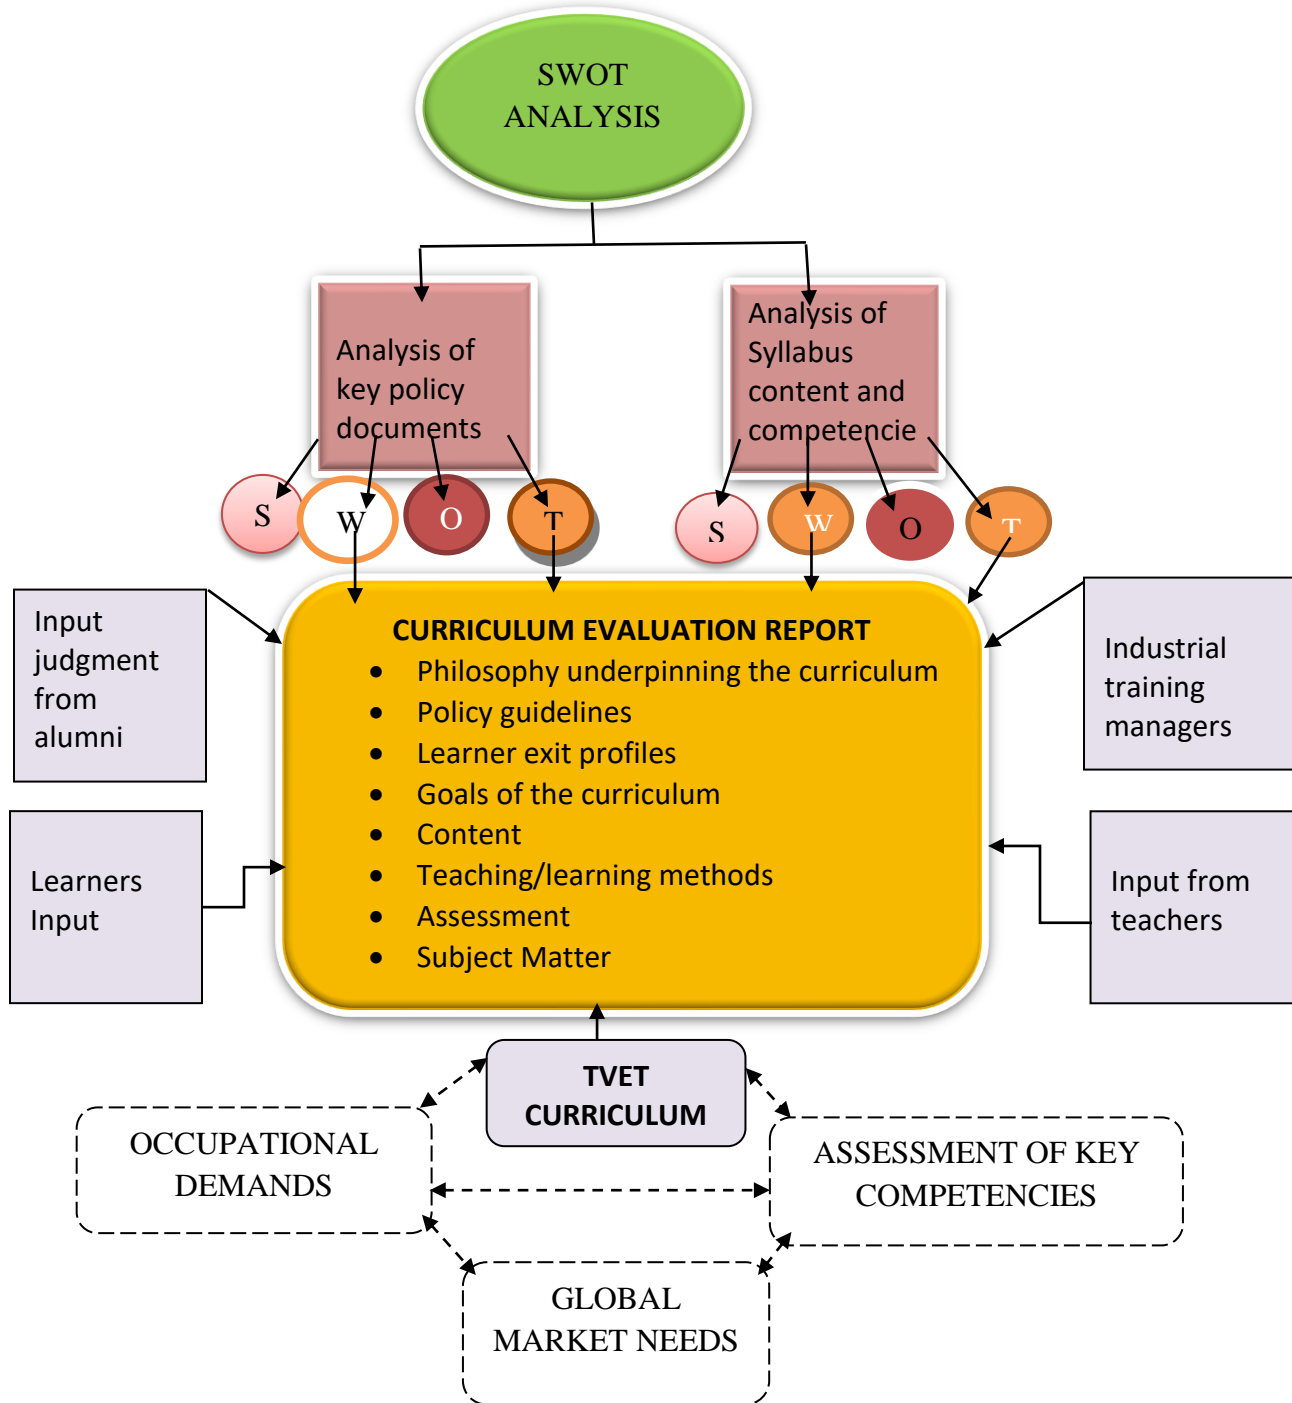 SWOT
ANALYSIS
Analysis of
key policy
documents
Analysis of
Syllabus
content and
competencie
S
W
O
T
S
W
O
T
Input
judgment
from
alumni
Learners
Input
CURRICULUM EVALUATION REPORT
• Philosophy underpinning the curriculum
• Policy guidelines
• Learner exit profiles
• Goals of the curriculum
• Content
• Teaching/learning methods
• Assessment
• Subject Matter
Industrial
training
managers
Input from
teachers
TVET
CURRICULUM
OCCUPATIONAL
DEMANDS
ASSESSMENT OF KEY
COMPETENCIES
GLOBAL
MARKET NEEDS